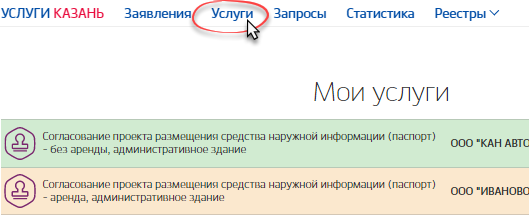 УСЛУГИ КАЗАНЬ Заявления Услуги Запросы Статистика Реестры
Мои услуги
Согласование проекта размещения средства наружной информации (паспорт)
- без аренды, административное здание
ООО "КАН АВТО
Согласование проекта размещения средства наружной информации (паспорт)
- аренда, административное здание
ООО "ИВАНОВО